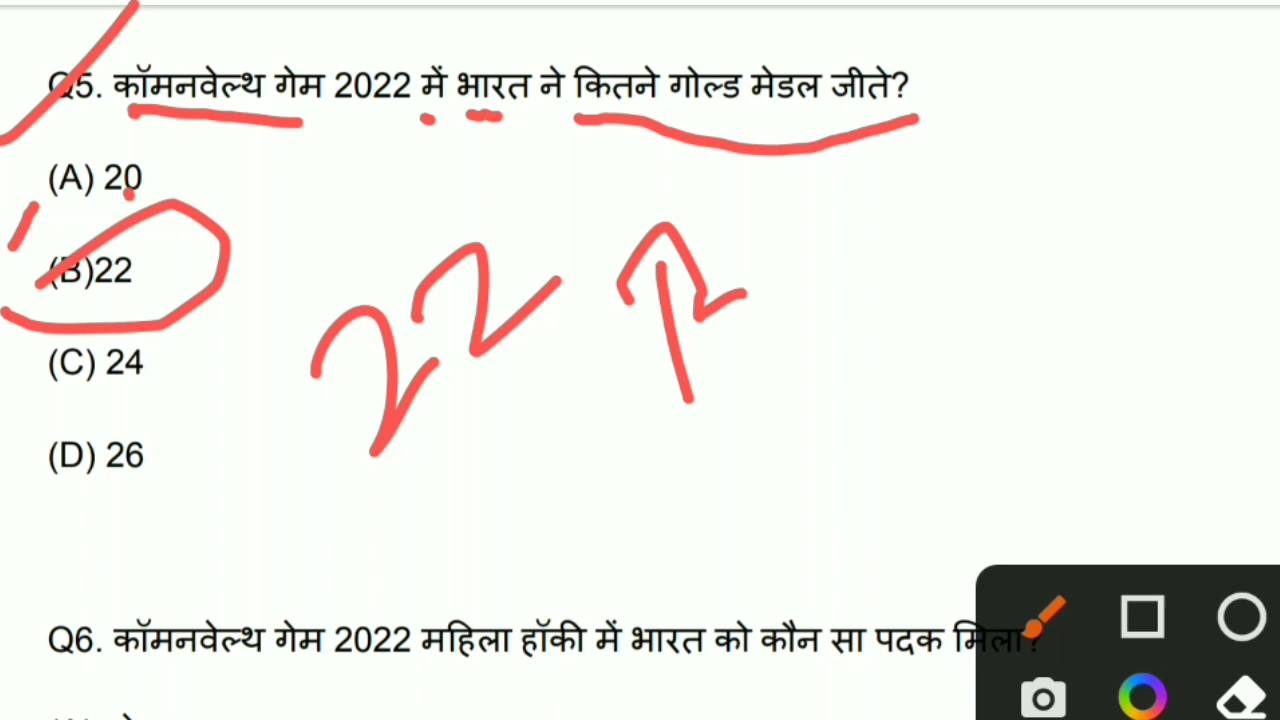 Q5. कॉमनवेल्थ गेम 2022 में भारत ने कितने गोल्ड मेडल जीते?
(A) 20
(B)22
22
(C) 24
(D) 26
Q6. कॉमनवेल्थ गेम 2022 महिला हॉकी में भारत को कौन सा पदक मिला?